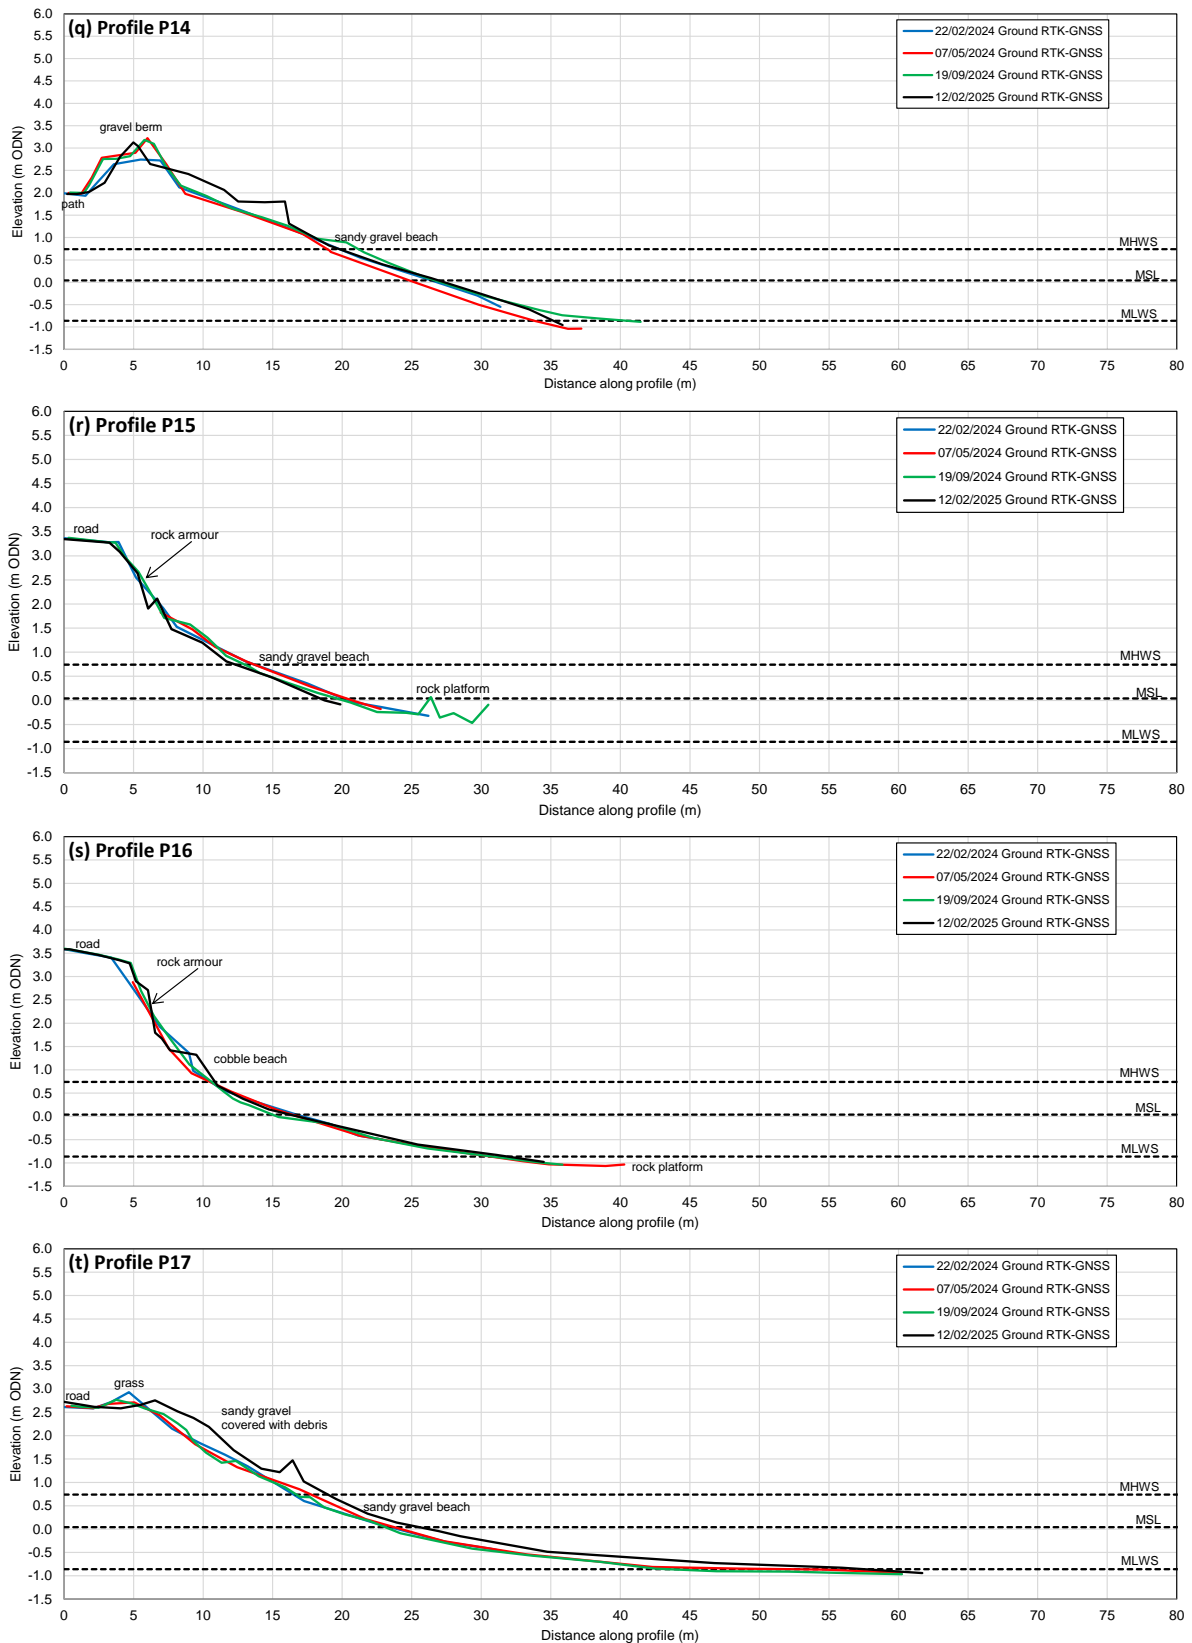 (q) Profile P14
22/02/2024 Ground RTK-GNSS
07/05/2024 Ground RTK-GNSS
19/09/2024 Ground RTK-GNSS
12/02/2025 Ground RTK-GNSS
6.0
5.5
5.0
4.5
4.0
3.5
3.0
2.5
2.0
1.5
1.0
0.5
0.0
-0.5
-1.0
-1.5
Elevation (m ODN)
gravel berm
path
sandy gravel beach
MHWS
MSL
MLWS
0 5 10 15 20 25 30 35 40 45 50 55 60 65 70 75 80
Distance along profile (m)
(r) Profile P15
22/02/2024 Ground RTK-GNSS
07/05/2024 Ground RTK-GNSS
19/09/2024 Ground RTK-GNSS
12/02/2025 Ground RTK-GNSS
6.0
5.5
5.0
4.5
4.0
3.5
3.0
2.5
2.0
1.5
1.0
0.5
0.0
-0.5
-1.0
-1.5
Elevation (m ODN)
road
rock armour
sandy gravel beach
rock platform
MHWS
MSL
MLWS
0 5 10 15 20 25 30 35 40 45 50 55 60 65 70 75 80
Distance along profile (m)
(s) Profile P16
22/02/2024 Ground RTK-GNSS
07/05/2024 Ground RTK-GNSS
19/09/2024 Ground RTK-GNSS
12/02/2025 Ground RTK-GNSS
6.0
5.5
5.0
4.5
4.0
3.5
3.0
2.5
2.0
1.5
1.0
0.5
0.0
-0.5
-1.0
-1.5
Elevation (m ODN)
road
rock armour
cobble beach
rock platform
MHWS
MSL
MLWS
0 5 10 15 20 25 30 35 40 45 50 55 60 65 70 75 80
Distance along profile (m)
(t) Profile P17
22/02/2024 Ground RTK-GNSS
07/05/2024 Ground RTK-GNSS
19/09/2024 Ground RTK-GNSS
12/02/2025 Ground RTK-GNSS
6.0
5.5
5.0
4.5
4.0
3.5
3.0
2.5
2.0
1.5
1.0
0.5
0.0
-0.5
-1.0
-1.5
Elevation (m ODN)
road
grass
sandy gravel
covered with debris
sandy gravel beach
MHWS
MSL
MLWS
0 5 10 15 20 25 30 35 40 45 50 55 60 65 70 75 80
Distance along profile (m)